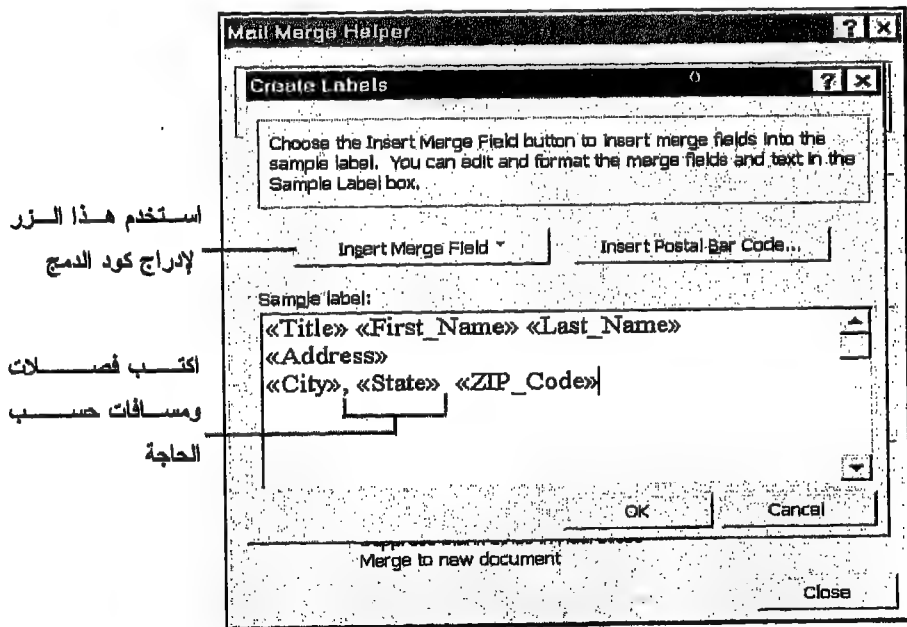 Mail Merge Helper
Create Labels
Choose the Insert Merge Field button to insert merge fields into the
sample label. You can edit and format the merge fields and text in the
Sample Label box.
استخدم هذا الزر
لإدراج كود الدمج
Insert Merge Field
Insert Postal Bar Code...
Sample label:
«Title» «First_Name» «Last_Name»
«Address»
«City», «State» «ZIP_Code»
اكتب فصلات
ومسافات حسب
الحاجة
OK
Cancel
Merge to new document
Close